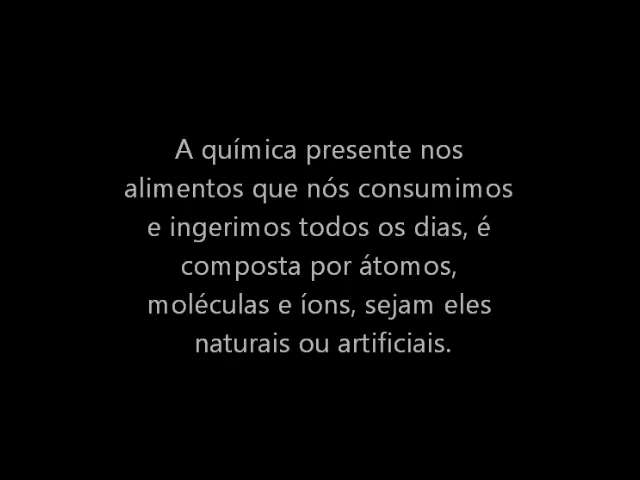 A química presente nos
alimentos que nós consumimos
e ingerimos todos os dias, é
composta por átomos,
moléculas e íons, sejam eles
naturais ou artificiais.